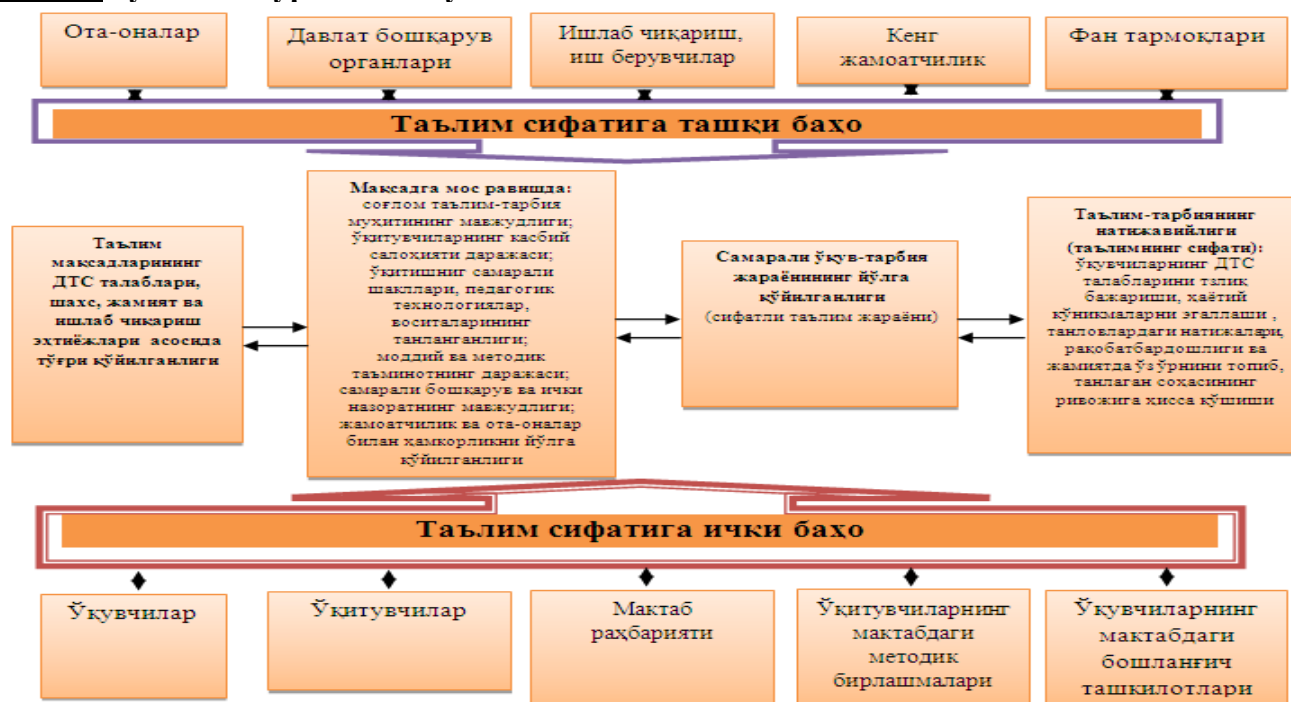 Ота-оналар
Давлат бошқарув
органлари
Ишлаб чиқариш,
иш берувчилар
Кенг
жамоатчилик
Фан тармоқлари
Таълим сифатига ташқи баҳо
Таълим
мақсадларининг
ДТС талаблари,
шахс, жамият ва
ишлаб чиқариш
эҳтиёжлари асосида
тўғри қўйилганлиги
Мақсадга мос равишда:
соғлом таълим-тарбия
муҳитининг мавжудлиги;
ўқитувчиларнинг касбий
салоҳияти даражаси;
ўқитишнинг самарали
шакллари, педагогик
технологиялар,
воситаларининг
танланганлиги;
моддий ва методик
таъминотнинг даражаси;
самарали бошқарув ва ички
назоратнинг мавжудлиги;
жамоатчилик ва ота-оналар
билан ҳамкорликни йўлга
қўйилганлиги
Самарали ўқув-тарбия
жараёнининг йўлга
қўйилганлиги
(сифатли таълим жараёни)
Таълим-тарбиянинг
натижавийлиги
(таълимнинг сифати):
ўқувчиларнинг ДТС
талабларини тўлиқ
бажариши, ҳаётий
кўникмаларни эгаллаши ,
танловлардаги натижалари,
рақобатбардошлиги ва
жамиятда ўз ўрнини топиб,
танлаган соҳасининг
ривожига ҳисса қўшиши
Таълим сифатига ички баҳо
Ўқувчилар
Ўқитувчилар
Мактаб
раҳбарияти
Ўқитувчиларнинг
мактабдаги
методик
бирлашмалари
Ўқувчиларнинг
мактабдаги
бошланғич
ташкилотлари